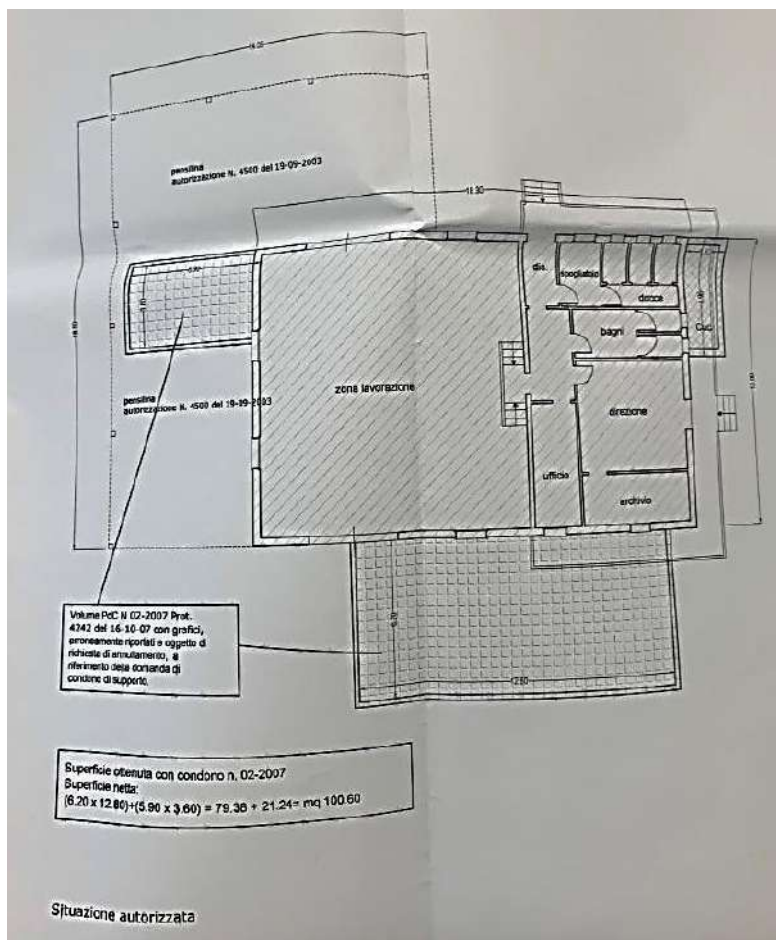 pensilina
autorizzazione N. 4500 del 19-09-2003
dis.
spogliatoio
docce
bagni
zona lavorazione
pensilina
autorizzazione N. 4500 del 19-09-2003
direzione
ufficio
archivio
12.80
Volume PdC N 02-2007 Prot.
4242 del 16-10-07 con grafici,
erroneamente riportati e oggetto di
richiesta di annullamento, a
riferimento della domanda di
condono di supporto.
Superficie ottenuta con condono n. 02-2007
Superficie netta:
(6.20 x 12.80)+(5.90 x 3.60) = 79.36 + 21.24= mq 100.60
Situazione autorizzata